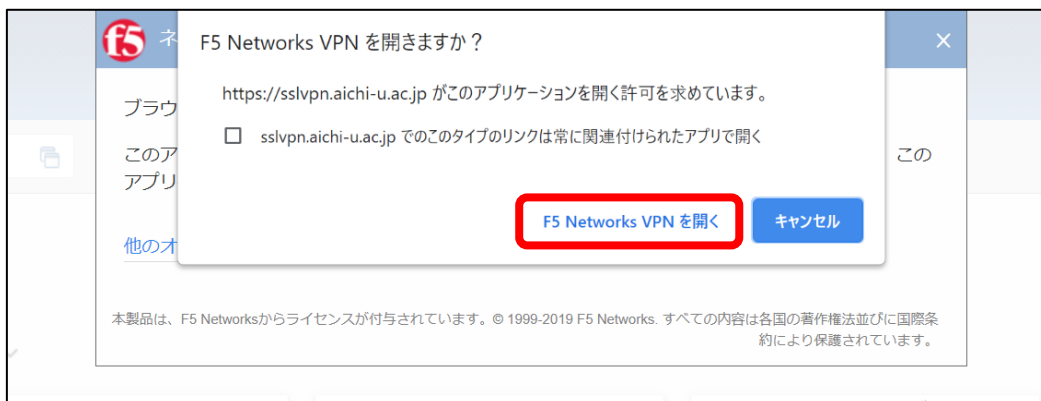 f5 ネ
F5 Networks VPN を開きますか？
×
https://sslvpn.aichi-u.ac.jp がこのアプリケーションを開く許可を求めています。
ブラウ
sslvpn.aichi-u.ac.jp でのこのタイプのリンクは常に関連付けられたアプリで開く
このア
この
アプリ
F5 Networks VPN を開く
キャンセル
他のオ
本製品は、F5 Networksからライセンスが付与されています。© 1999-2019 F5 Networks. すべての内容は各国の著作権法並びに国際条
約により保護されています。